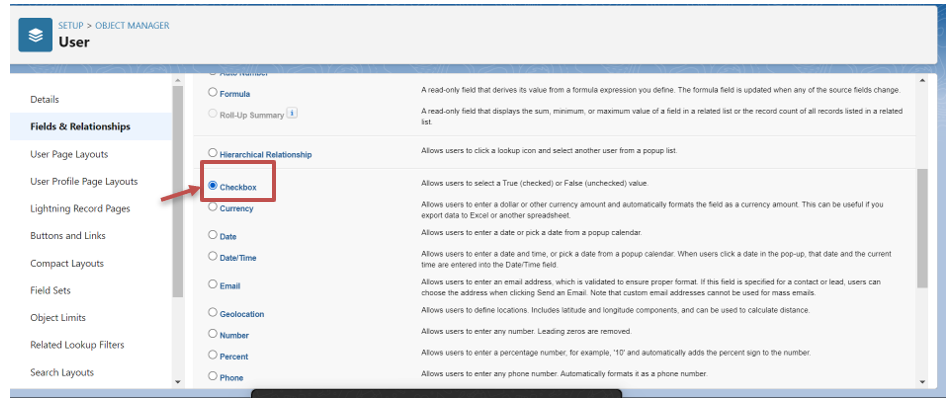 SETUP > OBJECT MANAGER
User
Details
Fields & Relationships
User Page Layouts
User Profile Page Layouts
Lightning Record Pages
Buttons and Links
Compact Layouts
Field Sets
Object Limits
Related Lookup Filters
Search Layouts
Auto Number
Formula
A read-only field that derives its value from a formula expression you define. The formula field is updated when any of the source fields change.
Roll-Up Summary i
A read-only field that displays the sum, minimum, or maximum value of a field in a related list or the record count of all records listed in a related
list.
Hierarchical Relationship
Allows users to click a lookup icon and select another user from a popup list.
Checkbox
Allows users to select a True (checked) or False (unchecked) value.
Currency
Allows users to enter a dollar or other currency amount and automatically formats the field as a currency amount. This can be useful if you
export data to Excel or another spreadsheet.
Date
Allows users to enter a date or pick a date from a popup calendar.
Date/Time
Allows users to enter a date and time, or pick a date from a popup calendar. When users click a date in the pop-up, that date and the current
time are entered into the Date/Time field.
Email
Allows users to enter an email address, which is validated to ensure proper format. If this field is specified for a contact or lead, users can
choose the address when clicking Send an Email. Note that custom email addresses cannot be used for mass emails.
Geolocation
Allows users to define locations. Includes latitude and longitude components, and can be used to calculate distance.
Number
Allows users to enter any number. Leading zeros are removed.
Percent
Allows users to enter a percentage number, for example, '10' and automatically adds the percent sign to the number.
Phone
Allows users to enter any phone number. Automatically formats it as a phone number.